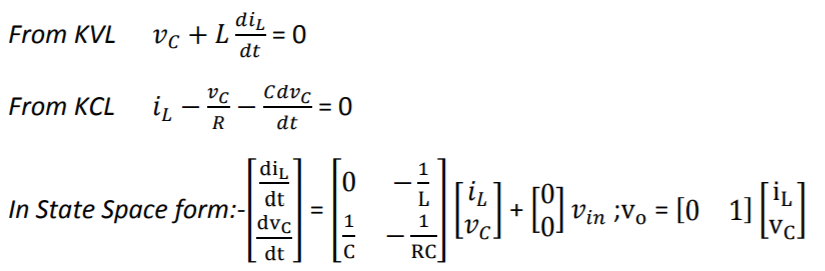 From KVL v_C + L di_L/dt = 0
From KCL i_L − v_C/R − Cdv_C/dt = 0
In State Space form:- [di_L/dt; dv_C/dt] = [0 −1/L; 1/C −1/RC] [i_L; v_C] + [0; 0] v_in ;v_o = [0 1] [i_L; v_C]